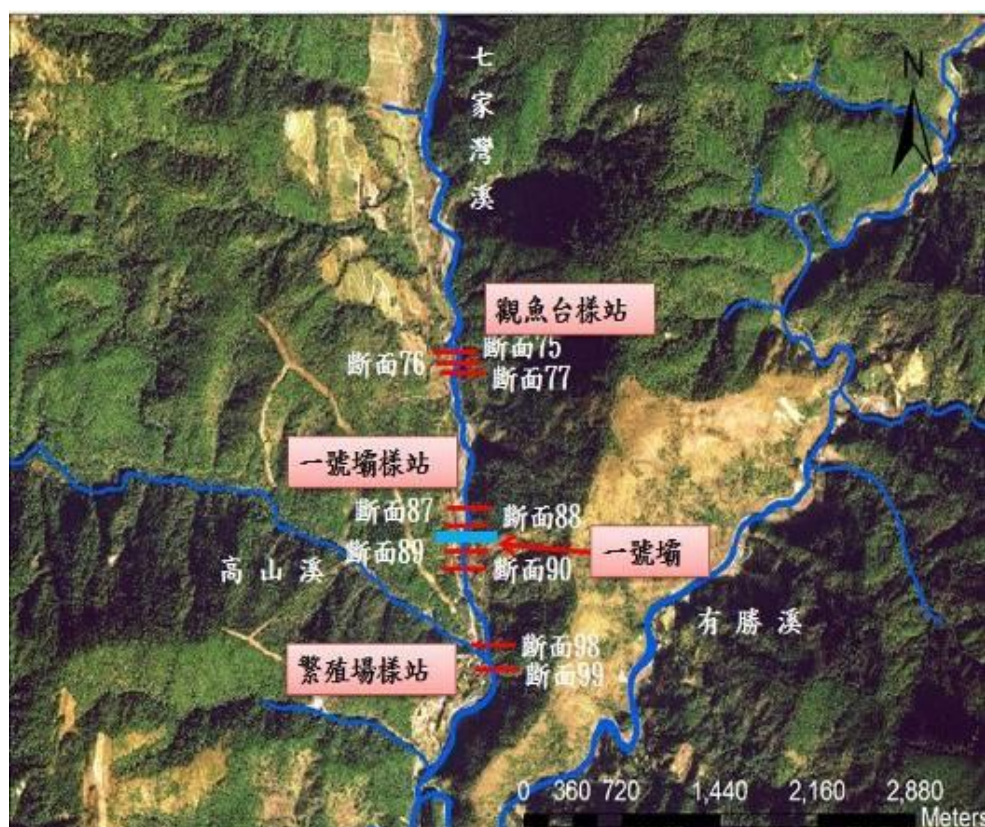 七家灣溪
N
觀魚台樣站
斷面75
斷面76
斷面77
一號壩樣站
斷面87
斷面88
斷面89
一號壩
斷面90
高山溪
有勝溪
斷面98
繁殖場樣站
斷面99
0 360 720 1,440 2,160 2,880
Meters